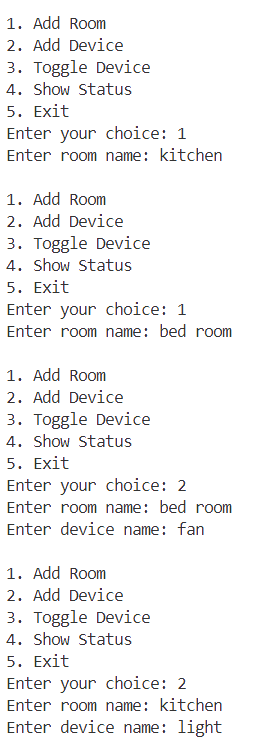 1. Add Room
2. Add Device
3. Toggle Device
4. Show Status
5. Exit
Enter your choice: 1
Enter room name: kitchen

1. Add Room
2. Add Device
3. Toggle Device
4. Show Status
5. Exit
Enter your choice: 1
Enter room name: bed room

1. Add Room
2. Add Device
3. Toggle Device
4. Show Status
5. Exit
Enter your choice: 2
Enter room name: bed room
Enter device name: fan

1. Add Room
2. Add Device
3. Toggle Device
4. Show Status
5. Exit
Enter your choice: 2
Enter room name: kitchen
Enter device name: light